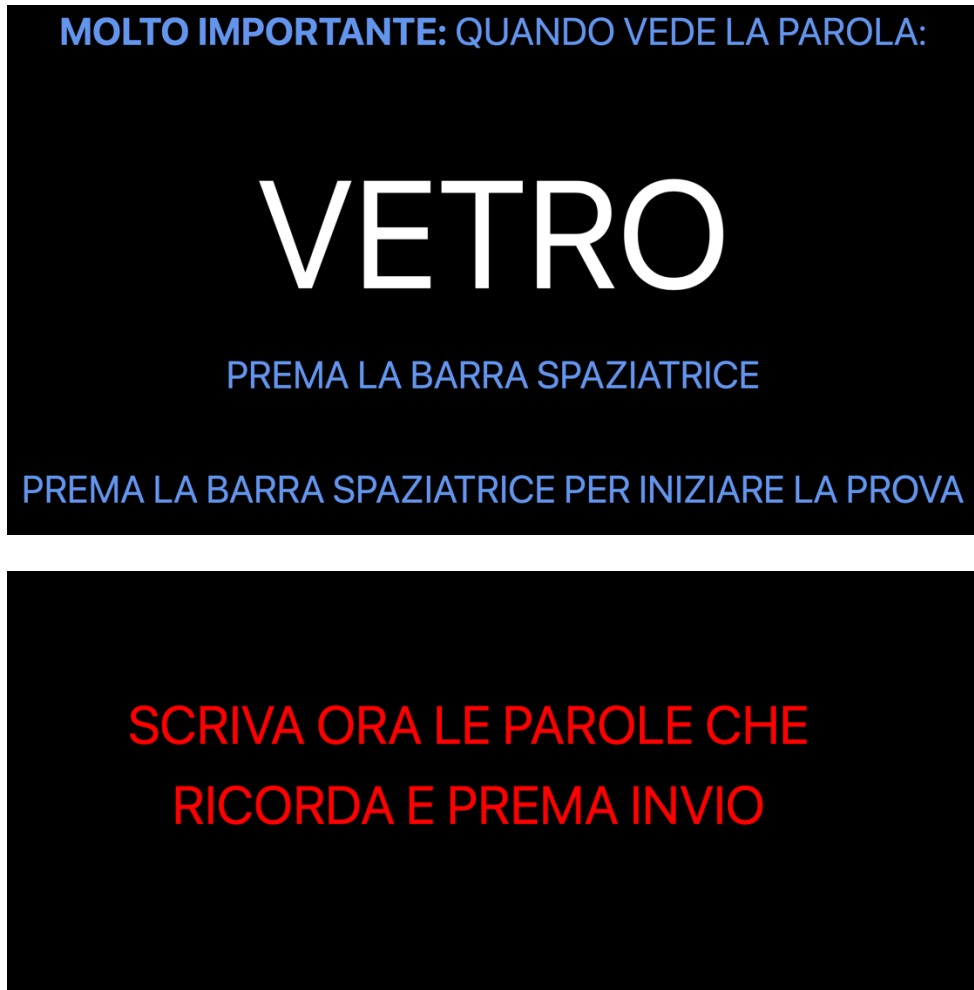 MOLTO IMPORTANTE: QUANDO VEDE LA PAROLA:
VETRO
PREMA LA BARRA SPAZIATRICE
PREMA LA BARRA SPAZIATRICE PER INIZIARE LA PROVA
SCRIVA ORA LE PAROLE CHE
RICORDA E PREMA INVIO